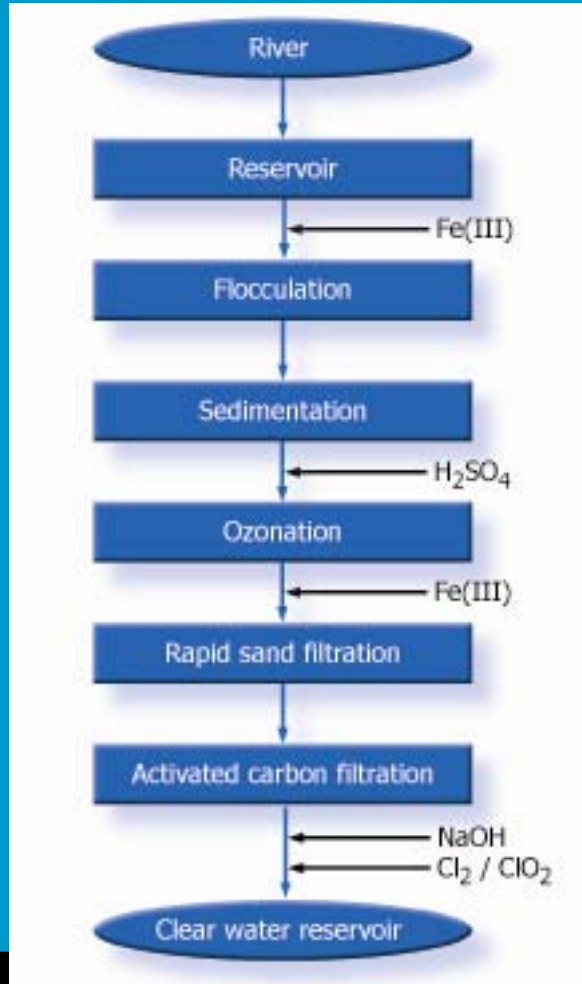 River
Reservoir
Fe(III)
Flocculation
Sedimentation
H₂SO₄
Ozonation
Fe(III)
Rapid sand filtration
Activated carbon filtration
NaOH
Cl₂ / ClO₂
Clear water reservoir